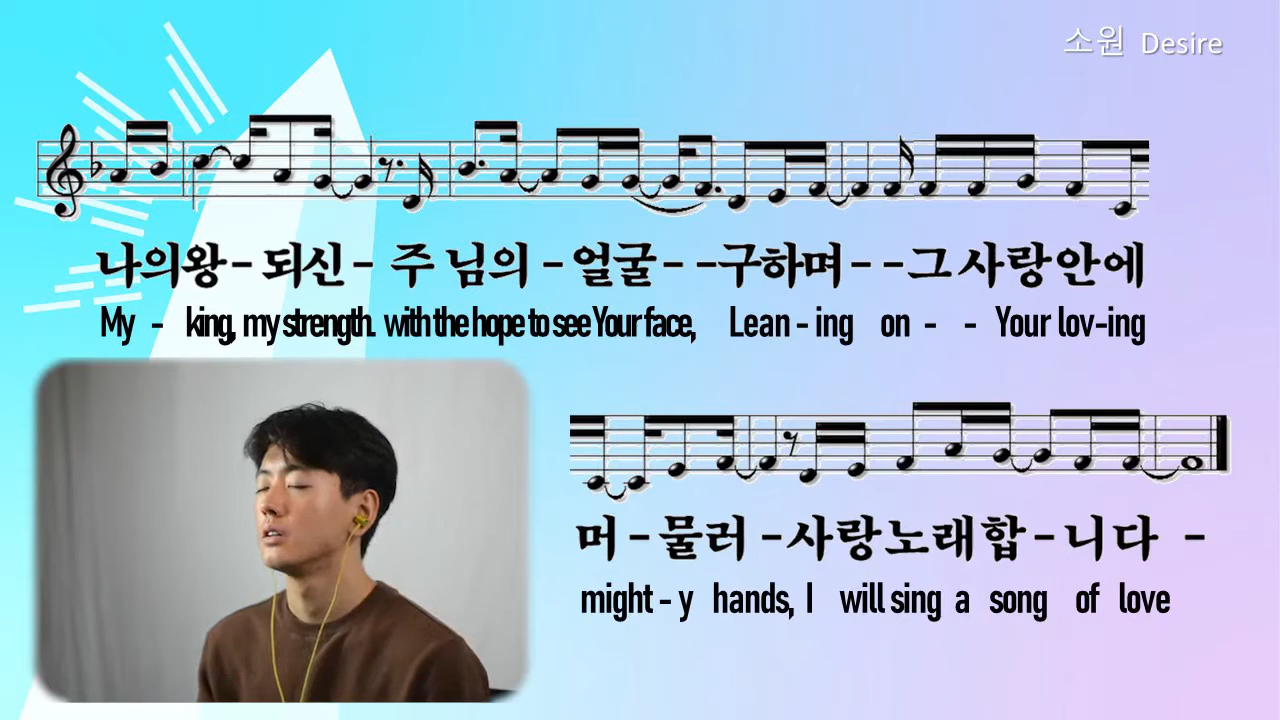 소원 Desire
나의왕- 되신- 주 님의 -얼굴- -구하며- -그 사랑안에
My - king, my strength. with the hope to see Your face, Lean - ing on - - Your lov-ing
머-물러 -사랑노래합-니다 -
might-y hands, I will sing a song of love